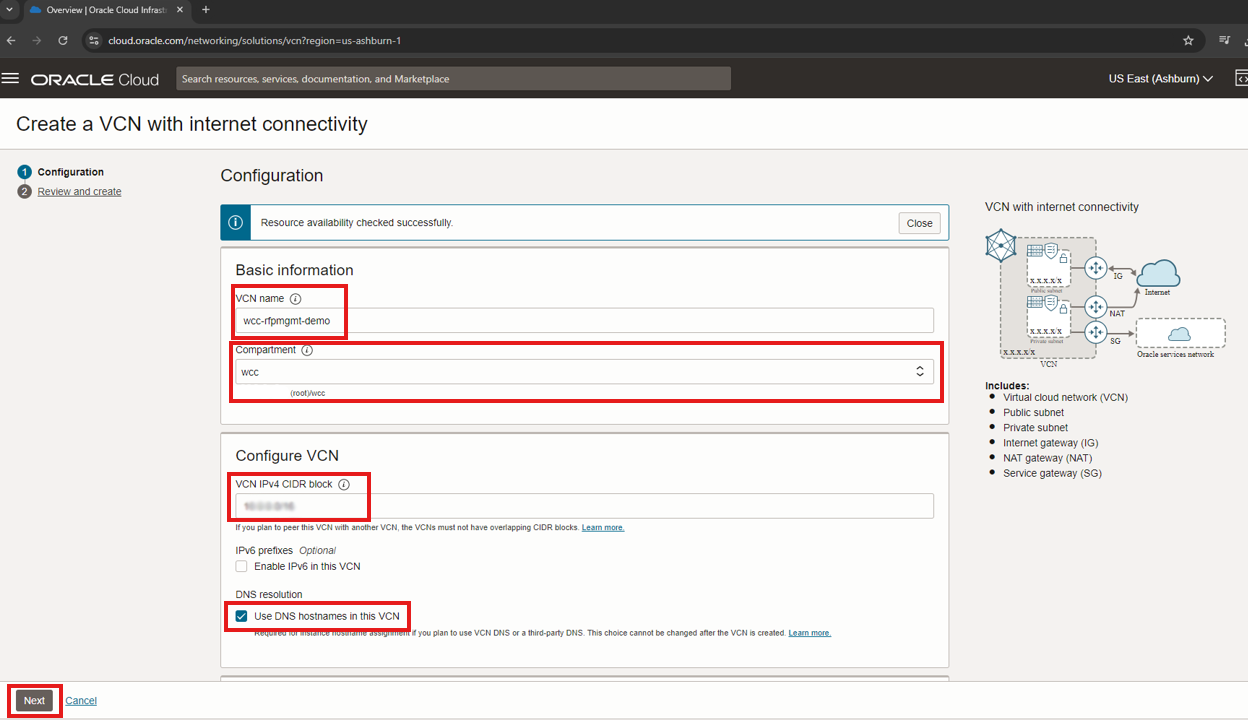 Overview | Oracle Cloud Infrast
cloud.oracle.com/networking/solutions/vcn?region=us-ashburn-1
ORACLE Cloud
Search resources, services, documentation, and Marketplace
US East (Ashburn)
Create a VCN with internet connectivity
1 Configuration
2 Review and create
Configuration
Resource availability checked successfully.
Close
Basic information
VCN name
wcc-rfpmgmt-demo
Compartment
wcc
(root)/wcc
Configure VCN
VCN IPv4 CIDR block
If you plan to peer this VCN with another VCN, the VCNs must not have overlapping CIDR blocks. Learn more.
IPv6 prefixes Optional
Enable IPv6 in this VCN
DNS resolution
Use DNS hostnames in this VCN
Required for instance hostname assignment if you plan to use VCN DNS or a third-party DNS. This choice cannot be changed after the VCN is created. Learn more.
Next
Cancel
VCN with internet connectivity
X.X.X.X/X
Public subnet
IG
Internet
NAT
X.X.X.X/X
Private subnet
SG
X.X.X.X/X
Oracle services network
VCN
Includes:
Virtual cloud network (VCN)
Public subnet
Private subnet
Internet gateway (IG)
NAT gateway (NAT)
Service gateway (SG)